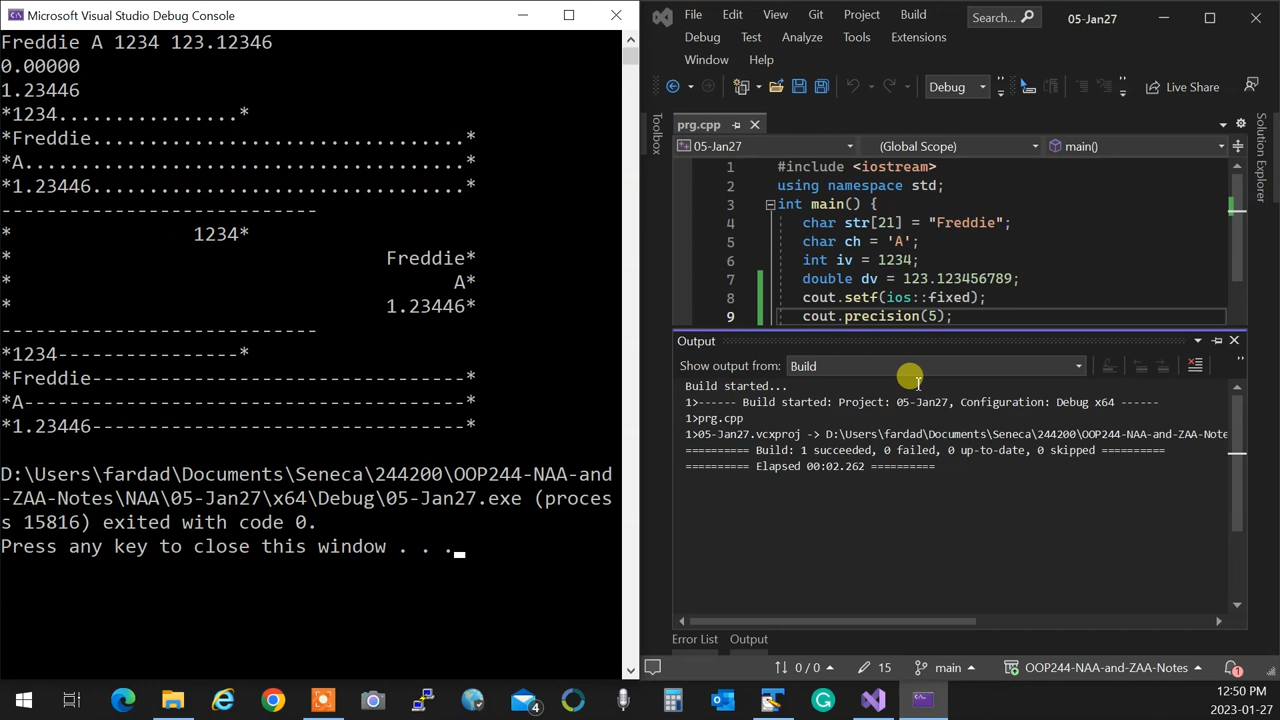 Microsoft Visual Studio Debug Console
Freddie A 1234 123.12346
0.00000
1.23446
*1234................*
*Freddie.................................*
*A.......................................*
*1.23446.................................*
----------------------------
*                1234*
*                                 Freddie*
*                                       A*
*                                 1.23446*
----------------------------
*1234----------------*
*Freddie---------------------------------*
*A---------------------------------------*
*1.23446---------------------------------*
D:\Users\fardad\Documents\Seneca\244200\OOP244-NAA-and
-ZAA-Notes\NAA\05-Jan27\x64\Debug\05-Jan27.exe (proces
s 15816) exited with code 0.
Press any key to close this window . . .
File Edit View Git Project Build
Search...
05-Jan27
Debug Test Analyze Tools Extensions
Window Help
Debug
Live Share
Toolbox
prg.cpp
05-Jan27
(Global Scope)
main()
1 #include <iostream>
2 using namespace std;
3 int main() {
4 char str[21] = "Freddie";
5 char ch = 'A';
6 int iv = 1234;
7 double dv = 123.123456789;
8 cout.setf(ios::fixed);
9 cout.precision(5);
Solution Explorer
Output
Show output from: Build
Build started...
1>------ Build started: Project: 05-Jan27, Configuration: Debug x64 ------
1>prg.cpp
1>05-Jan27.vcxproj -> D:\Users\fardad\Documents\Seneca\244200\OOP244-NAA-and-ZAA-Note
========== Build: 1 succeeded, 0 failed, 0 up-to-date, 0 skipped ==========
========== Elapsed 00:02.262 ==========
Error List Output
0 / 0
15
main
OOP244-NAA-and-ZAA-Notes
1
4
12:50 PM
2023-01-27